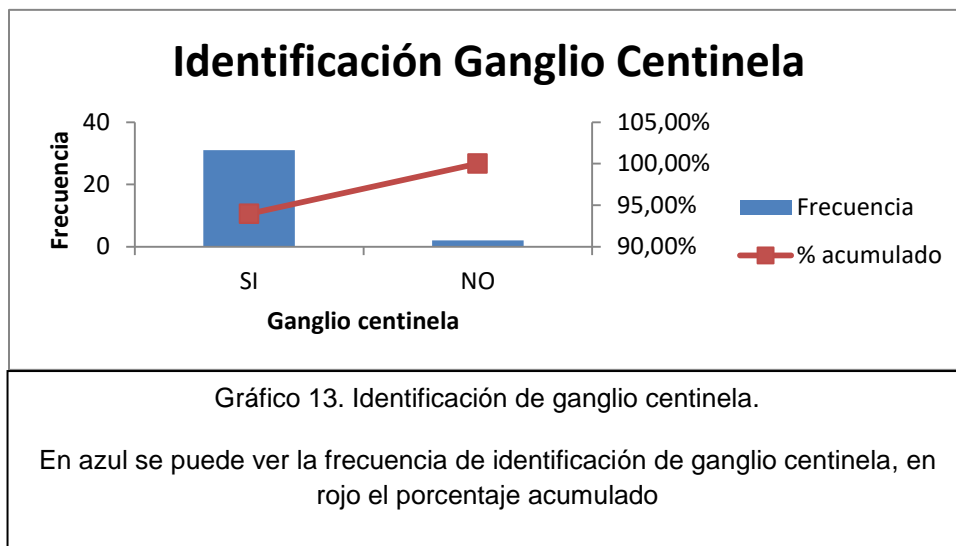 Identificación Ganglio Centinela
Frecuencia
40
20
0
105,00%
100,00%
95,00%
90,00%
SI
NO
Ganglio centinela
Frecuencia
% acumulado
Gráfico 13. Identificación de ganglio centinela.
En azul se puede ver la frecuencia de identificación de ganglio centinela, en
rojo el porcentaje acumulado